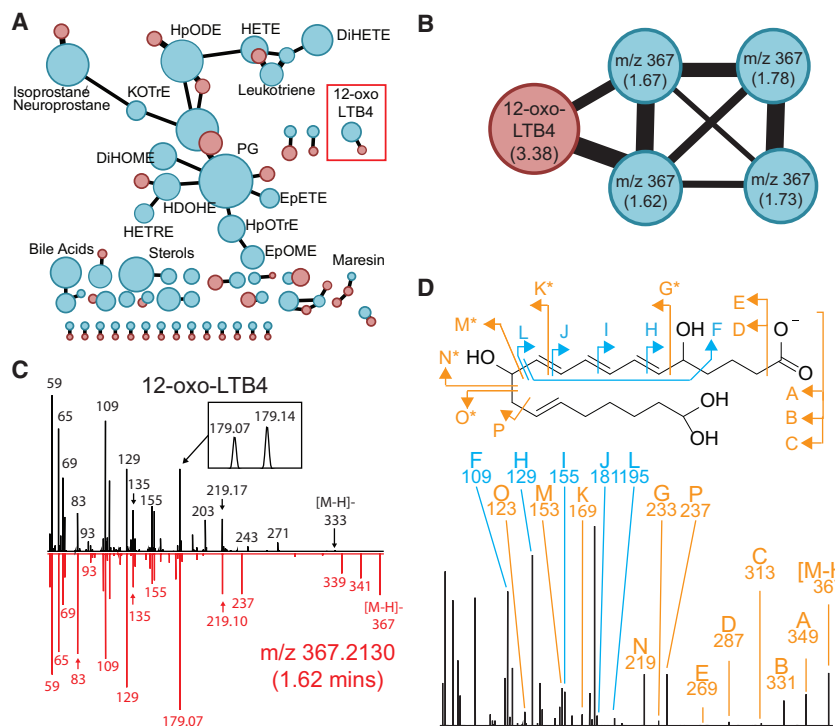 A
HpODE
HETE
DiHETE
Isoprostane
Neuroprostane
KOTrE
Leukotriene
12-oxo
LTB4
DiHOME
PG
HDOHE
EpETE
HETRE
HpOTrE
EpOME
Bile Acids
Sterols
Maresin
B
12-oxo-
LTB4
(3.38)
m/z 367
(1.67)
m/z 367
(1.78)
m/z 367
(1.62)
m/z 367
(1.73)
C
12-oxo-LTB4
59
65
69
83
93
109
129
135
155
179.07
179.14
203
219.17
243
271
[M-H]-
333
59
65
69
83
93
109
129
135
155
179.07
219.10
237
339
341
[M-H]-
367
m/z 367.2130
(1.62 mins)
D
K*
G*
E
D
M*
L
J
I
H
F
O⁻
OH
O
HO
N*
O*
P
OH
OH
A
B
C
F
109
H
129
I
155
J
181
L
195
O
123
M
153
K
169
G
233
P
237
N
219
E
269
D
287
C
313
B
331
A
349